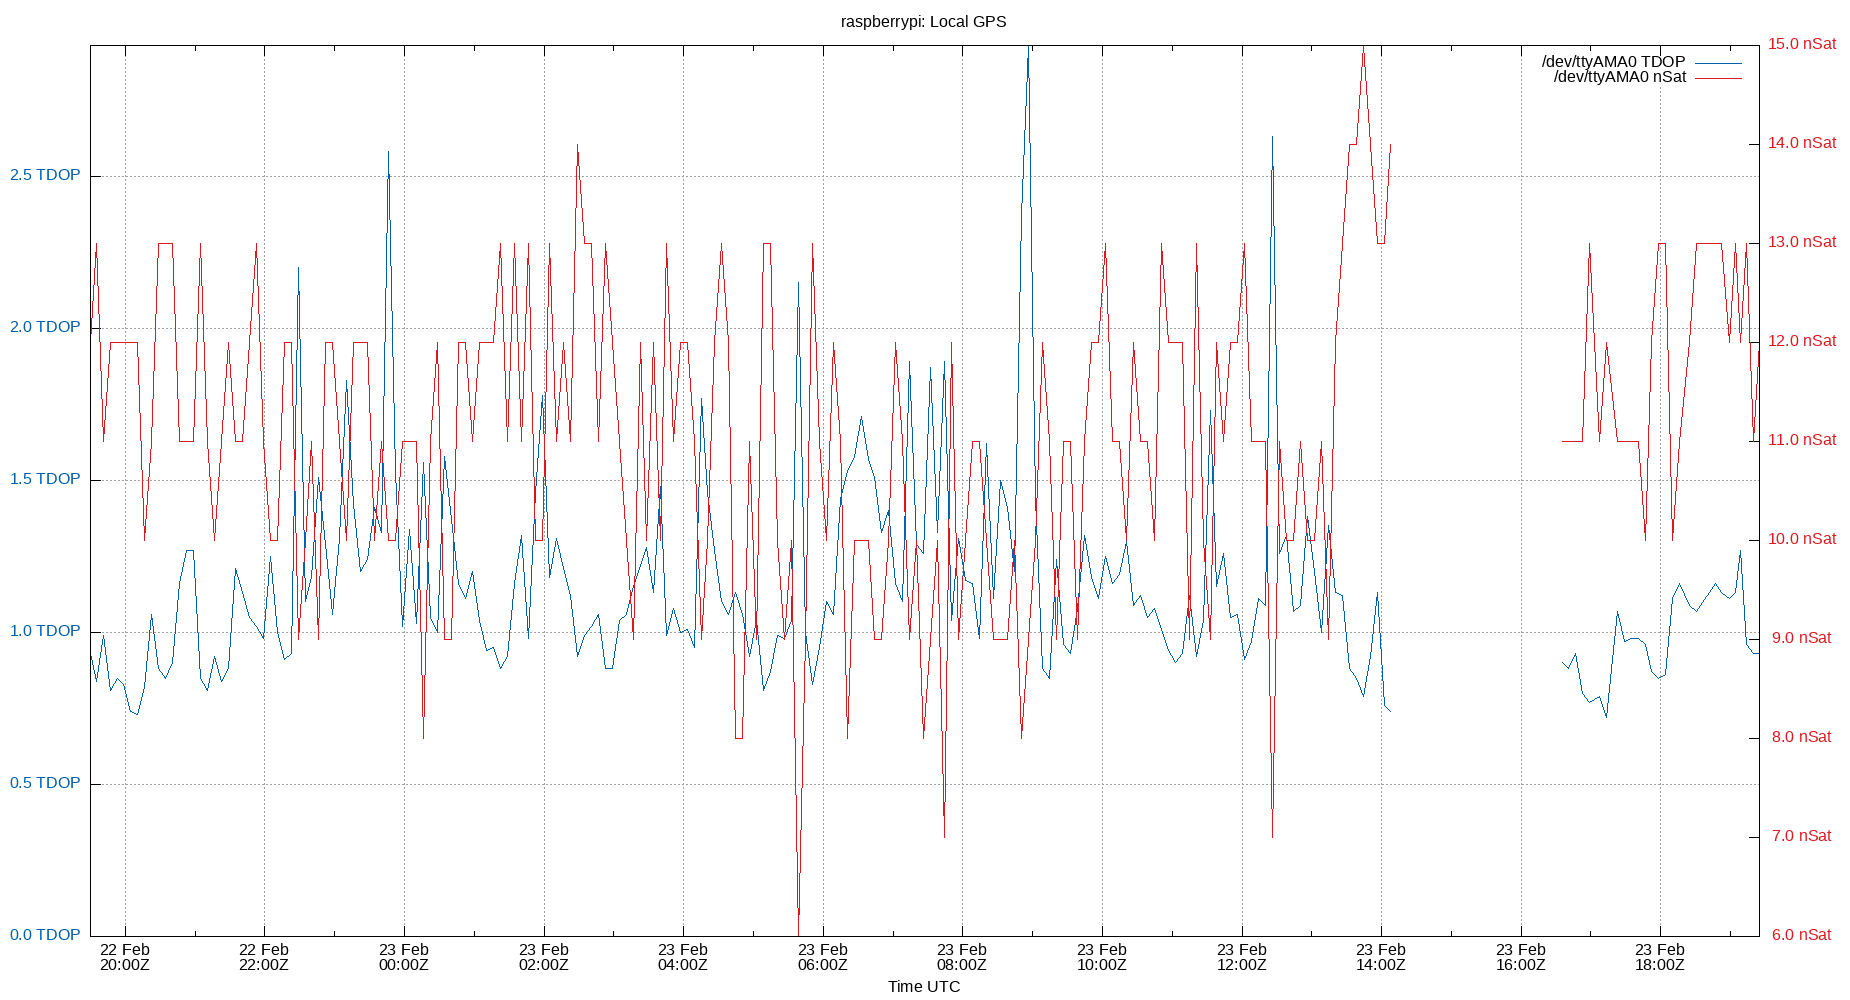 raspberrypi: Local GPS
/dev/ttyAMA0 TDOP
/dev/ttyAMA0 nSat
2.5 TDOP
2.0 TDOP
1.5 TDOP
1.0 TDOP
0.5 TDOP
0.0 TDOP
15.0 nSat
14.0 nSat
13.0 nSat
12.0 nSat
11.0 nSat
10.0 nSat
9.0 nSat
8.0 nSat
7.0 nSat
6.0 nSat
22 Feb
20:00Z
22 Feb
22:00Z
23 Feb
00:00Z
23 Feb
02:00Z
23 Feb
04:00Z
23 Feb
06:00Z
23 Feb
08:00Z
23 Feb
10:00Z
23 Feb
12:00Z
23 Feb
14:00Z
23 Feb
16:00Z
23 Feb
18:00Z
Time UTC